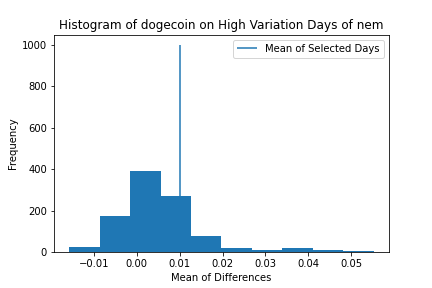 Histogram of dogecoin on High Variation Days of nem
Mean of Selected Days
Frequency
1000
800
600
400
200
0
−0.01 0.00 0.01 0.02 0.03 0.04 0.05
Mean of Differences